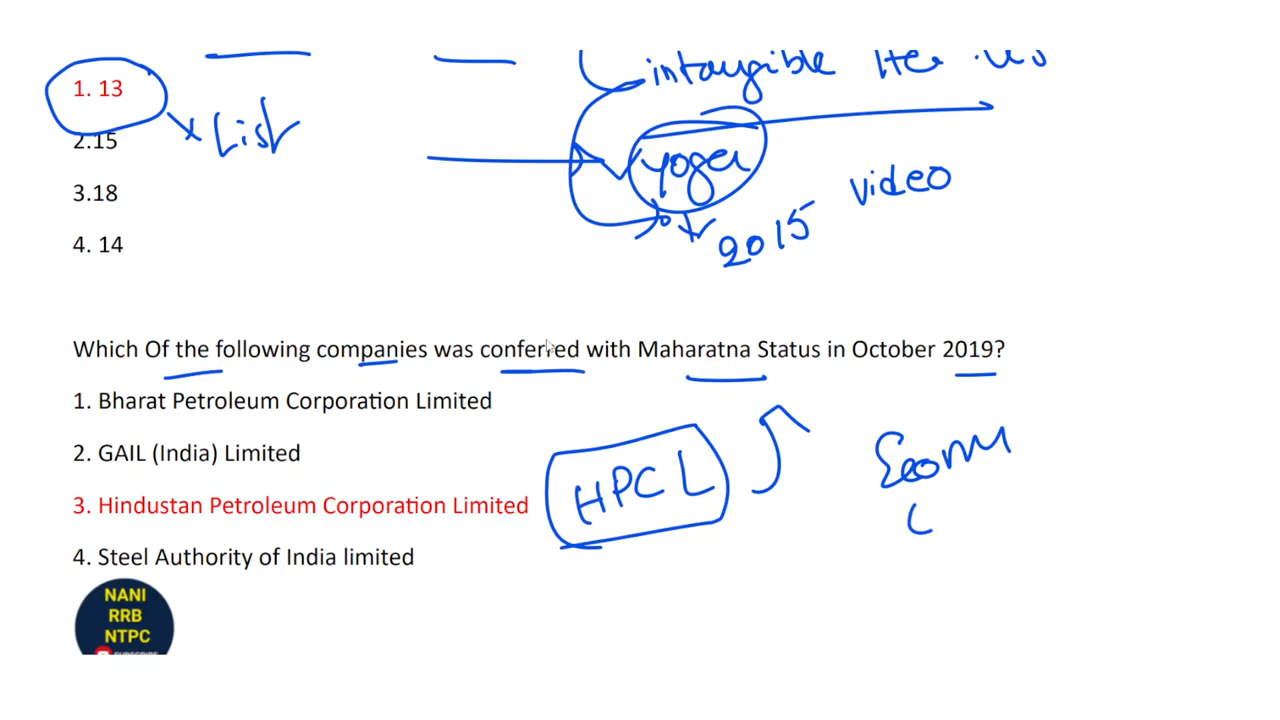 intangible
1. 13
List
2.15
yoga
video
3.18
2015
4. 14
Which Of the following companies was conferred with Maharatna Status in October 2019?
1. Bharat Petroleum Corporation Limited
2. GAIL (India) Limited
HPCL
3. Hindustan Petroleum Corporation Limited
4. Steel Authority of India limited
NANI
RRB
NTPC